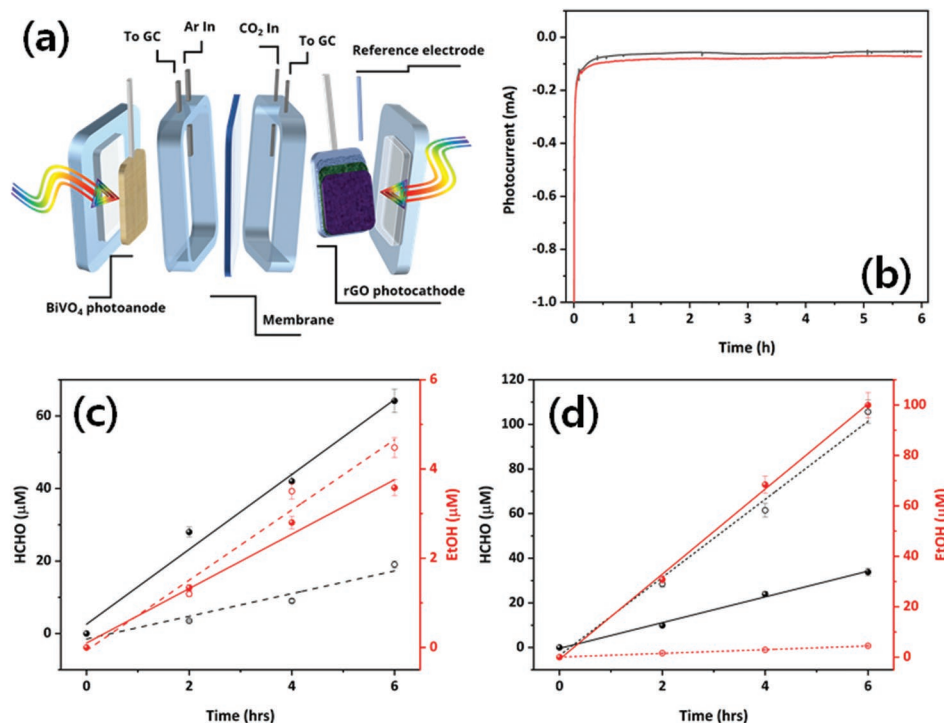 (a)
To GC
Ar In
CO₂ In
To GC
Reference electrode
BiVO₄ photoanode
Membrane
rGO photocathode
(b)
Photocurrent (mA)
0.0
-0.2
-0.4
-0.6
-0.8
-1.0
0 1 2 3 4 5 6
Time (h)
(c)
HCHO (μM)
60
40
20
0
EtOH (μM)
6
4
2
0
0 2 4 6
Time (hrs)
(d)
HCHO (μM)
120
100
80
60
40
20
0
EtOH (μM)
100
80
60
40
20
0
0 2 4 6
Time (hrs)